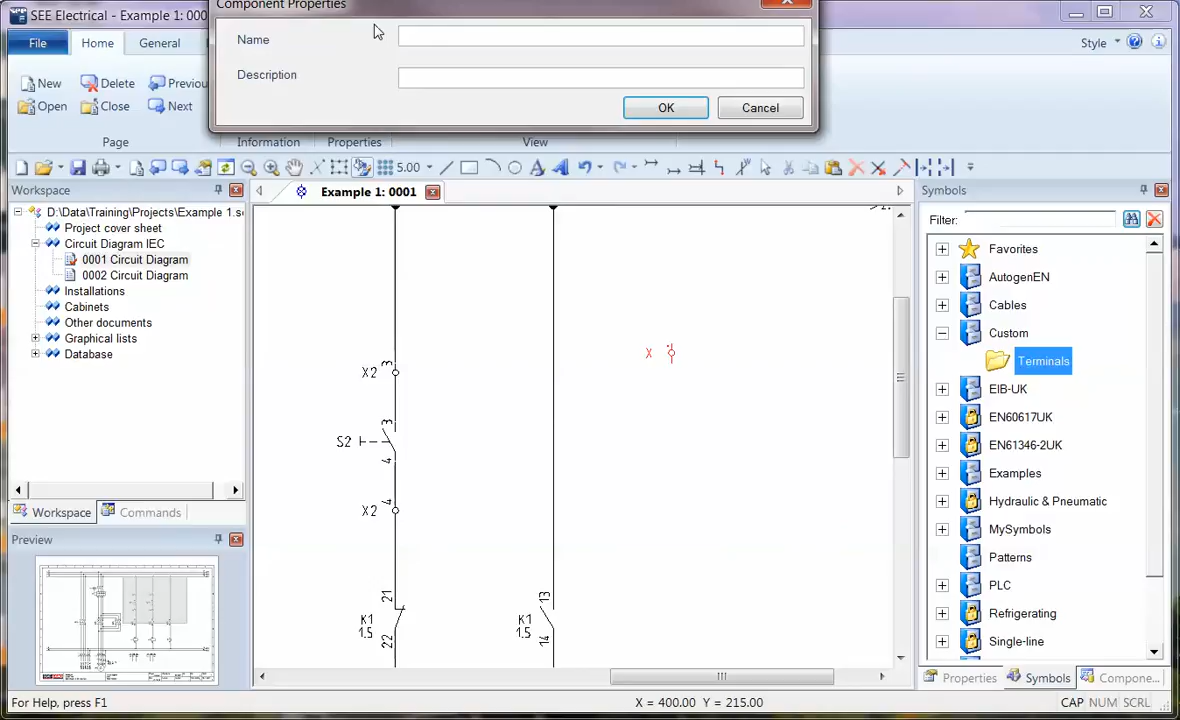 SEE Electrical - Example 1: 000
Component Properties
Name
Description
OK
Cancel
File
Home
General
Style
New
Delete
Previou
Open
Close
Next
Page
Information
Properties
View
5.00
Workspace
Example 1: 0001
Symbols
D:\Data\Training\Projects\Example 1.s
Project cover sheet
Circuit Diagram IEC
0001 Circuit Diagram
0002 Circuit Diagram
Installations
Cabinets
Other documents
Graphical lists
Database
Workspace
Commands
Preview
X2
3
S2
3
4
X2
4
K1
1.5
21
22
K1
1.5
13
14
X
Filter:
Favorites
AutogenEN
Cables
Custom
Terminals
EIB-UK
EN60617UK
EN61346-2UK
Examples
Hydraulic & Pneumatic
MySymbols
Patterns
PLC
Refrigerating
Single-line
Properties
Symbols
Compone...
For Help, press F1
X = 400.00 Y = 215.00
CAP NUM SCRL